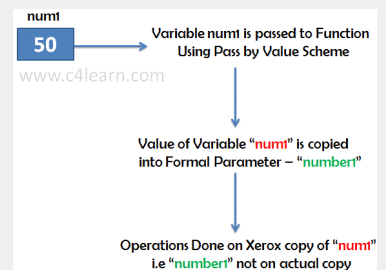 num1
50
Variable num1 is passed to Function
Using Pass by Value Scheme
www.c4learn.com
Value of Variable “num1” is copied
into Formal Parameter – “number1”
Operations Done on Xerox copy of “num1”
i.e “number1” not on actual copy